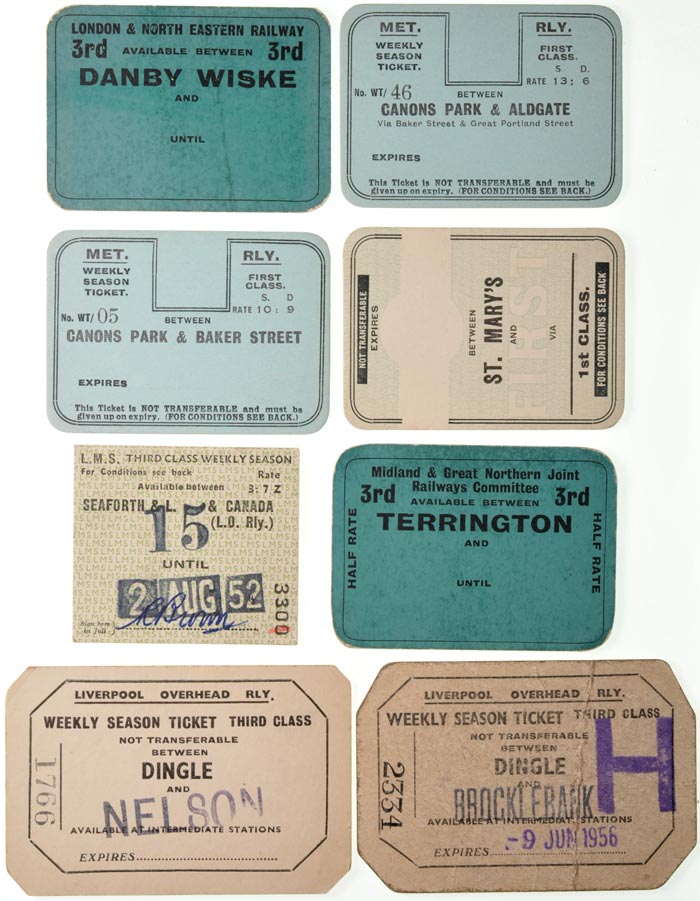 LONDON & NORTH EASTERN RAILWAY
3rd AVAILABLE BETWEEN 3rd
DANBY WISKE
AND
UNTIL
MET. RLY.
WEEKLY SEASON TICKET.
FIRST CLASS.
S. D.
RATE 13 : 6
No. WT/ 46
BETWEEN
CANONS PARK & ALDGATE
Via Baker Street & Great Portland Street
EXPIRES
This Ticket is NOT TRANSFERABLE and must be
given up on expiry. (FOR CONDITIONS SEE BACK.)
MET. RLY.
WEEKLY SEASON TICKET.
FIRST CLASS.
S. D
RATE 10 : 9
No. WT/ 05
BETWEEN
CANONS PARK & BAKER STREET
EXPIRES
This Ticket is NOT TRANSFERABLE and must be
given up on expiry. (FOR CONDITIONS SEE BACK.)
NOT TRANSFERABLE
EXPIRES
BETWEEN
ST. MARY'S
AND
FIRST
VIA
1st CLASS.
FOR CONDITIONS SEE BACK
L.M.S. THIRD CLASS WEEKLY SEASON
For Conditions see back Rate
Available between 3:7 Z
SEAFORTH & L. & CANADA
(L.O. Rly.)
15
UNTIL
2 AUG 52
Sign here
in full
3300
Midland & Great Northern Joint
Railways Committee
3rd AVAILABLE BETWEEN 3rd
TERRINGTON
AND
UNTIL
HALF RATE
HALF RATE
LIVERPOOL OVERHEAD RLY.
WEEKLY SEASON TICKET THIRD CLASS
NOT TRANSFERABLE
BETWEEN
DINGLE
AND
NELSON
AVAILABLE AT INTERMEDIATE STATIONS
EXPIRES
1766
LIVERPOOL OVERHEAD RLY.
WEEKLY SEASON TICKET THIRD CLASS
NOT TRANSFERABLE
BETWEEN
DINGLE
AND
H
BROCKLEBANK
AVAILABLE AT INTERMEDIATE STATIONS
-9 JUN 1956
EXPIRES
2334